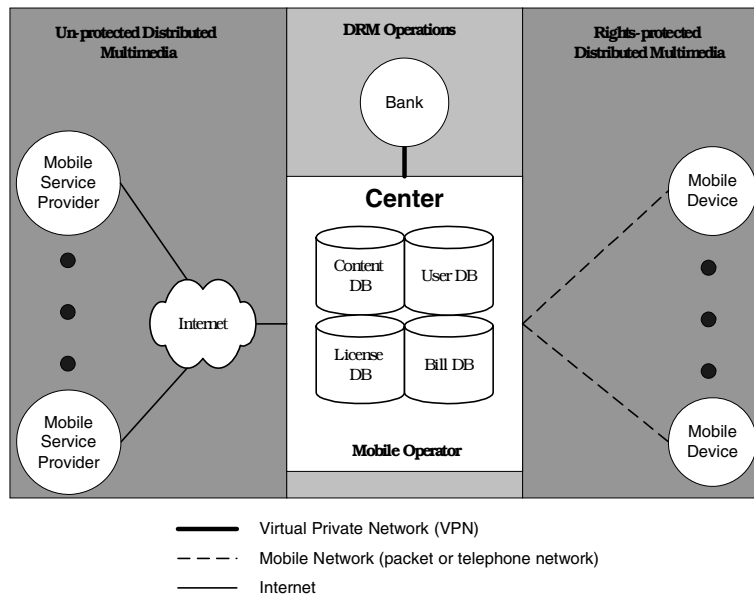 Un-protected Distributed
Multimedia
DRM Operations
Rights-protected
Distributed Multimedia
Bank
Mobile
Service
Provider
Center
Mobile
Device
Content
DB
User DB
Internet
License
DB
Bill DB
Mobile
Service
Provider
Mobile Operator
Mobile
Device
Virtual Private Network (VPN)
Mobile Network (packet or telephone network)
Internet